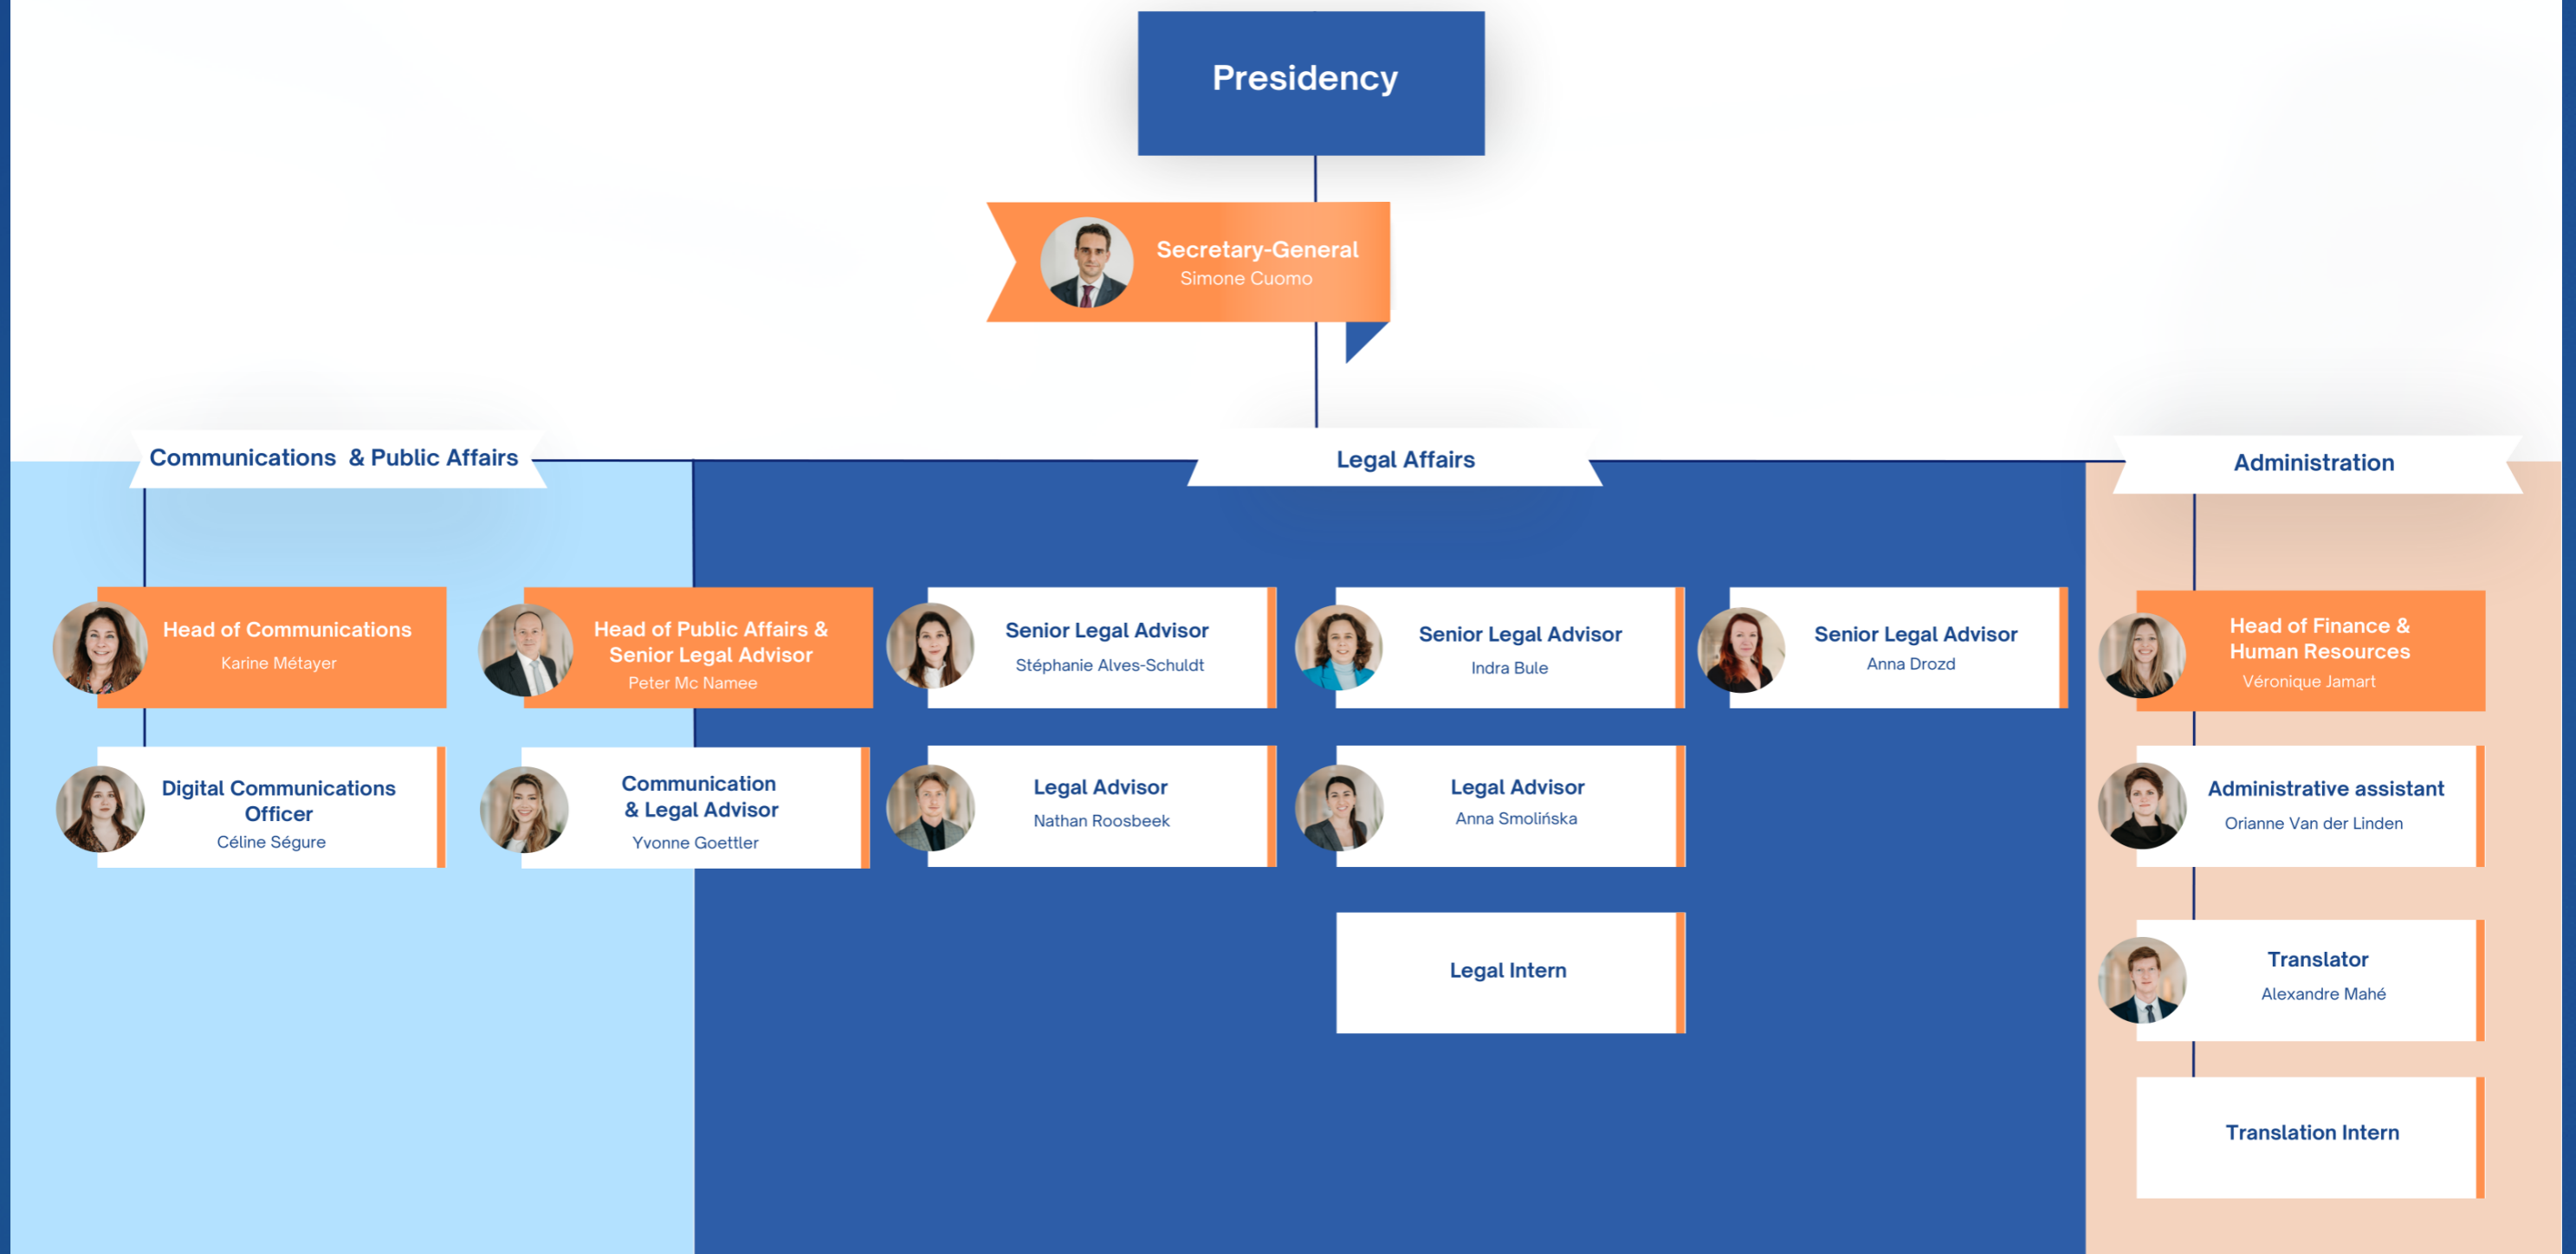 Presidency
Secretary-General
Simone Cuomo
Communications & Public Affairs
Legal Affairs
Administration
Head of Communications
Karine Métayer
Head of Public Affairs &
Senior Legal Advisor
Peter Mc Namee
Senior Legal Advisor
Stéphanie Alves-Schuldt
Senior Legal Advisor
Indra Bule
Senior Legal Advisor
Anna Drozd
Head of Finance &
Human Resources
Véronique Jamart
Digital Communications
Officer
Céline Ségure
Communication
& Legal Advisor
Yvonne Goettler
Legal Advisor
Nathan Roosbeek
Legal Advisor
Anna Smolińska
Administrative assistant
Orianne Van der Linden
Legal Intern
Translator
Alexandre Mahé
Translation Intern